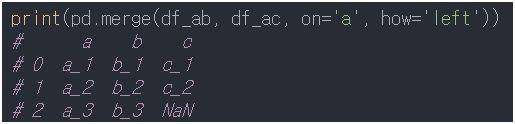 print(pd.merge(df_ab, df_ac, on='a', how='left'))
#      a    b    c
# 0  a_1  b_1  c_1
# 1  a_2  b_2  c_2
# 2  a_3  b_3  NaN